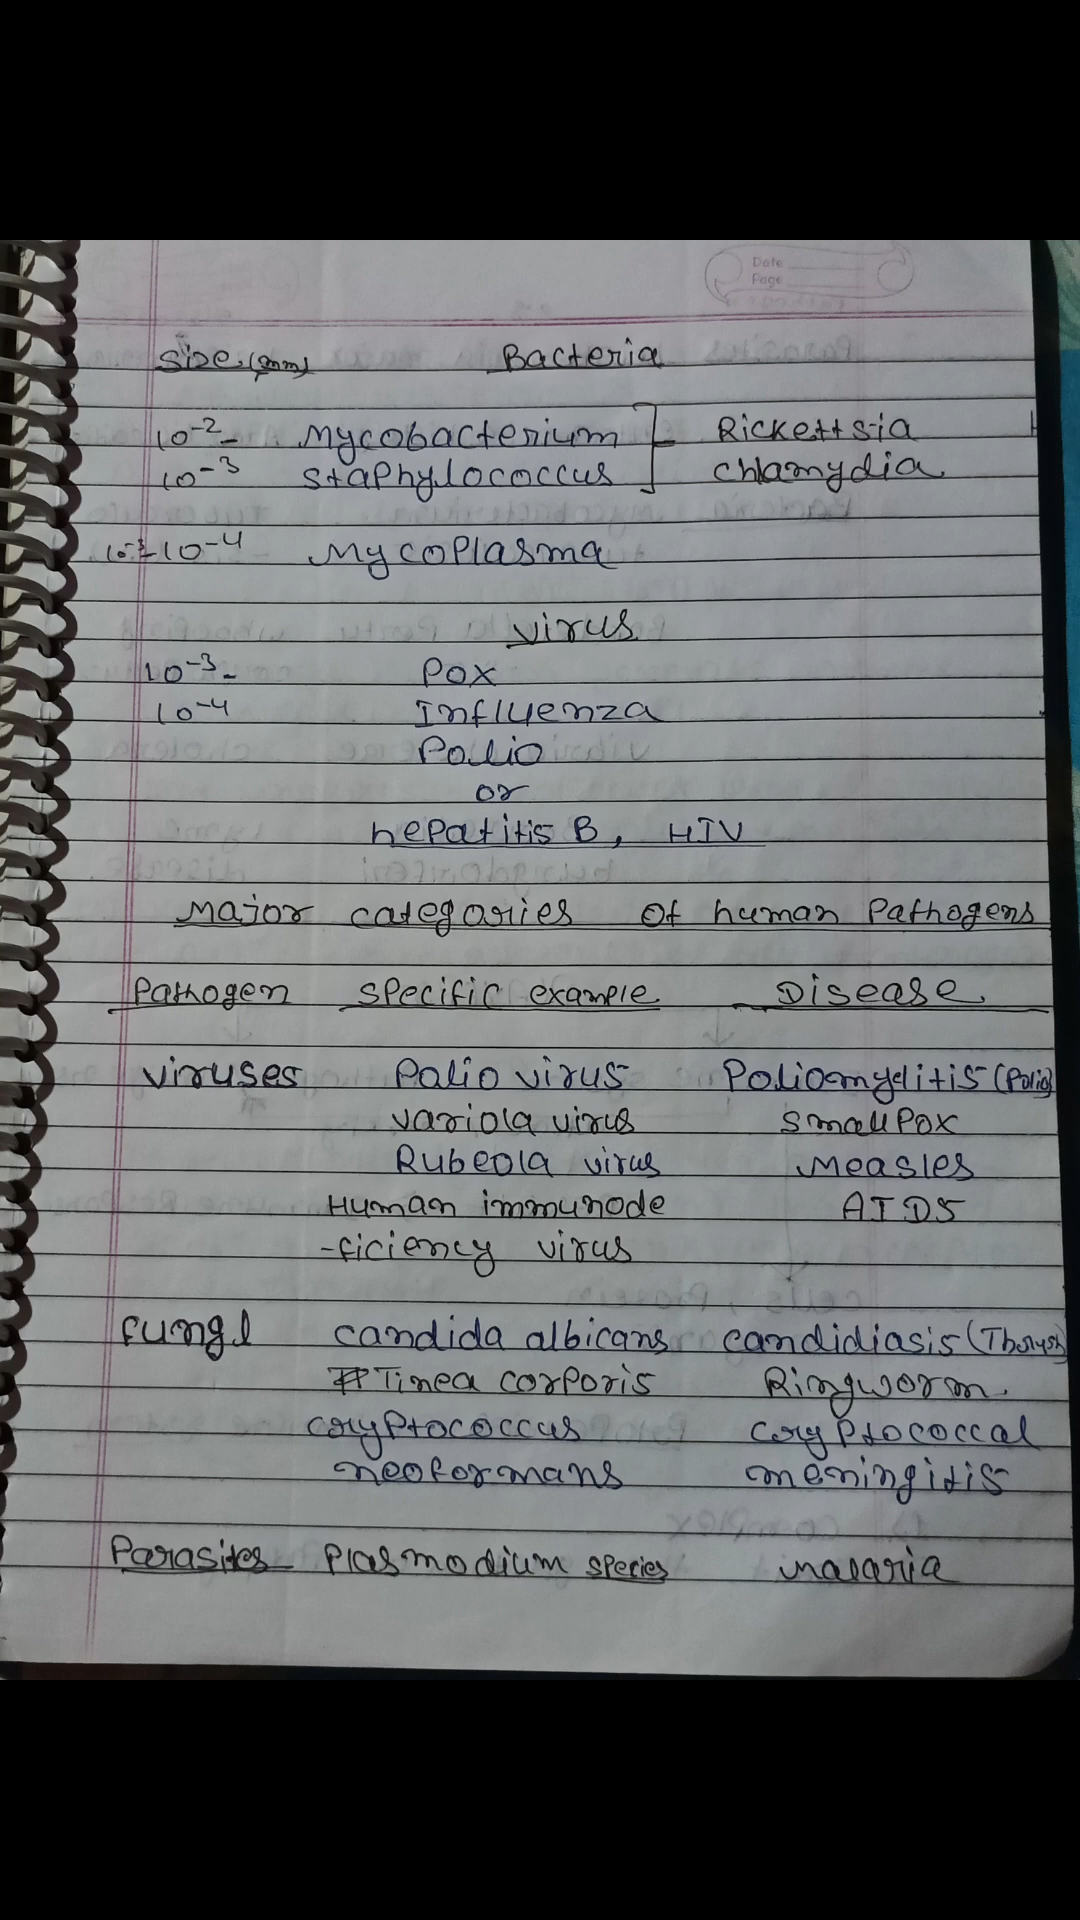 Date
Page
Size (mm) Bacteria
10-2- Mycobacterium Rickettsia
10-3 Staphylococcus Chlamydia
10-3- 10-4 Mycoplasma
Virus
10-3- Pox
10-4 Influenza
Polio
or
hepatitis B, HIV
Major categories of human Pathogens
Pathogen specific example Disease
Viruses Palio virus Poliomyelitis (Polio)
variola virus smallPox
Rubeola virus Measles
Human immunode AIDS
-ficiency virus
Fungi candida albicans candidiasis (Thrush)
Tinea corporis Ringworm.
cryptococcus cryptococcal
neoformans meningitis
Parasites Plasmodium species malaria